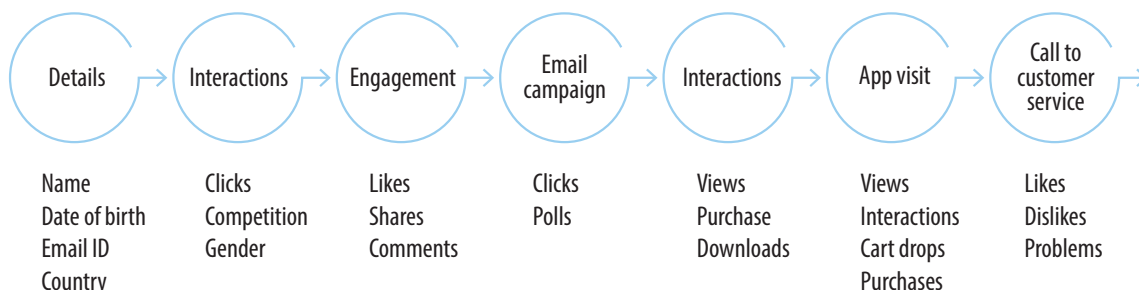 Details
Interactions
Engagement
Email
campaign
Interactions
App visit
Call to
customer
service
Name
Date of birth
Email ID
Country
Clicks
Competition
Gender
Likes
Shares
Comments
Clicks
Polls
Views
Purchase
Downloads
Views
Interactions
Cart drops
Purchases
Likes
Dislikes
Problems